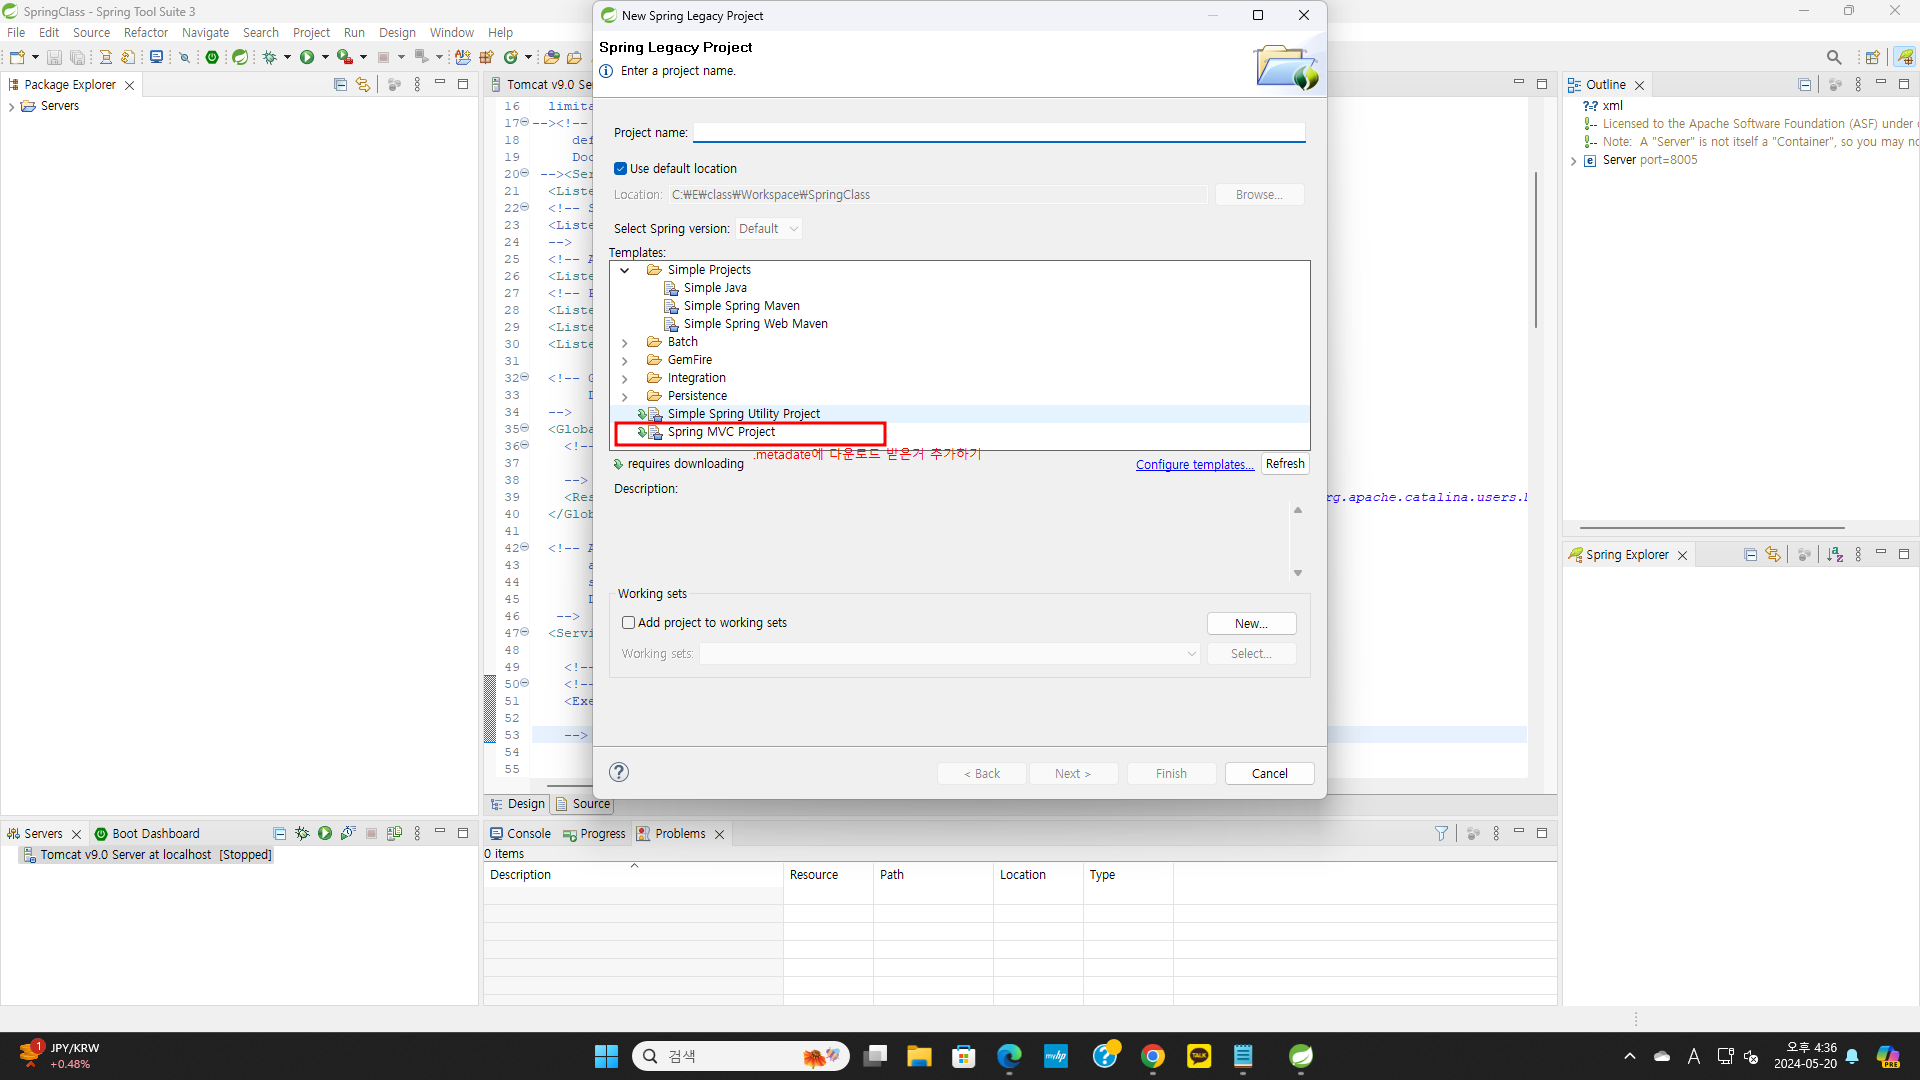 SpringClass - Spring Tool Suite 3
File Edit Source Refactor Navigate Search Project Run Design Window Help
Package Explorer
Servers
Tomcat v9.0 Se
16 limita
17 --><!--
18 def
19 Doc
20 --><Ser
21 <Liste
22 <!-- S
23 <Liste
24 -->
25 <!-- A
26 <Liste
27 <!-- P
28 <Liste
29 <Liste
30 <Liste
31
32 <!-- G
33 D
34 -->
35 <Globa
36 <!--
37
38 -->
39 <Res
rg.apache.catalina.users.
40 </Glob
41
42 <!-- A
43 a
44 s
45 D
46 -->
47 <Servi
48
49 <!--
50 <!--
51 <Exe
52
53 -->
54
55
Design Source
New Spring Legacy Project
Spring Legacy Project
Enter a project name.
Project name:
Use default location
Location: C:₩E₩class₩Workspace₩SpringClass Browse...
Select Spring version: Default
Templates:
Simple Projects
Simple Java
Simple Spring Maven
Simple Spring Web Maven
Batch
GemFire
Integration
Persistence
Simple Spring Utility Project
Spring MVC Project
.metadate에 다운로드 받은거 추가하기
requires downloading Configure templates... Refresh
Description:
Working sets
Add project to working sets New...
Working sets: Select...
< Back Next > Finish Cancel
Outline
xml
Licensed to the Apache Software Foundation (ASF) under
Note: A "Server" is not itself a "Container", so you may no
Server port=8005
Spring Explorer
Servers Boot Dashboard
Tomcat v9.0 Server at localhost [Stopped]
Console Progress Problems
0 items
Description Resource Path Location Type
1
JPY/KRW
+0.48%
검색
myhp
TALK
A
오후 4:36
2024-05-20
PRE